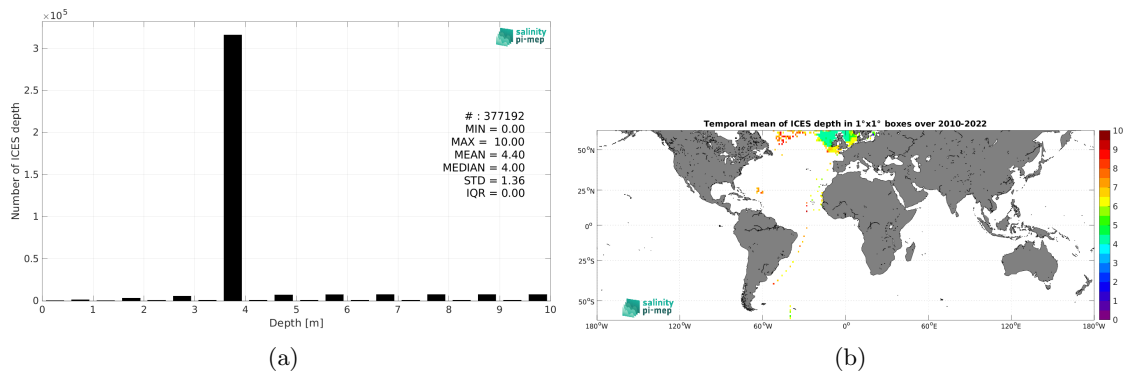 ×10⁵
3
2.5
2
1.5
1
0.5
0
0 1 2 3 4 5 6 7 8 9 10
Number of ICES depth
Depth [m]
salinity
pi-mep
# : 377192
MIN = 0.00
MAX = 10.00
MEAN = 4.40
MEDIAN = 4.00
STD = 1.36
IQR = 0.00
(a)
Temporal mean of ICES depth in 1°x1° boxes over 2010-2022
50°N
25°N
0°
25°S
50°S
180°W 120°W 60°W 0° 60°E 120°E 180°W
salinity
pi-mep
10
9
8
7
6
5
4
3
2
1
0
(b)